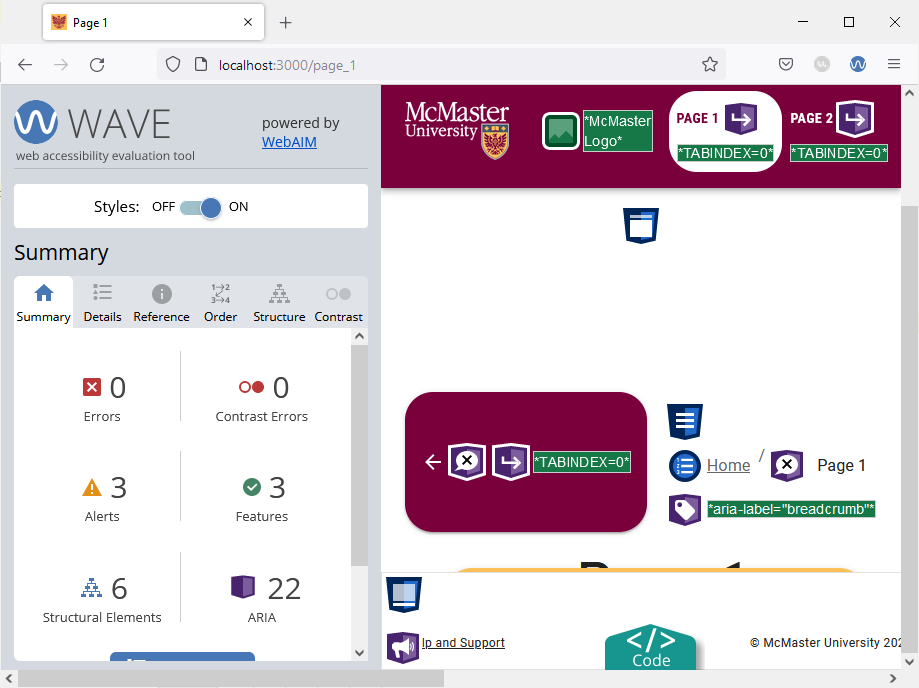 Page 1
localhost:3000/page_1
WAVE
powered by
WebAIM
web accessibility evaluation tool
Styles: OFF ON
Summary
Summary Details Reference Order Structure Contrast
0
Errors
0
Contrast Errors
3
Alerts
3
Features
6
Structural Elements
22
ARIA
McMaster
University
*McMaster
Logo*
PAGE 1
*TABINDEX=0*
PAGE 2
*TABINDEX=0*
*TABINDEX=0*
Home / Page 1
*aria-label="breadcrumb"*
lp and Support
</>
Code
© McMaster University 202